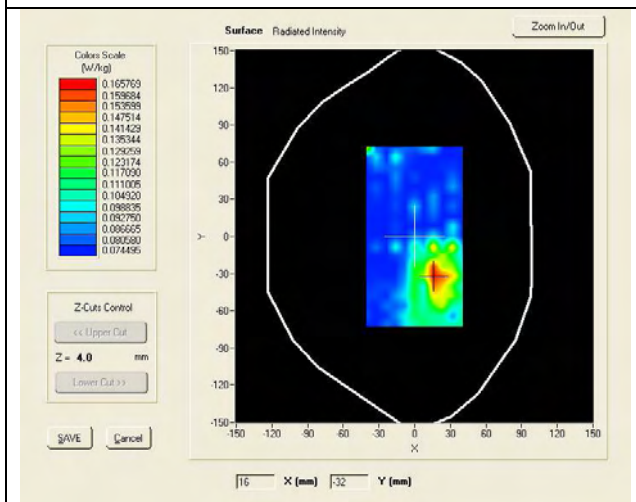 Surface Radiated Intensity
Zoom In/Out
Colors Scale
(W/kg)
0.165769
0.159684
0.153599
0.147514
0.141429
0.135344
0.129259
0.123174
0.117090
0.111005
0.104920
0.098835
0.092750
0.086665
0.080580
0.074495
150
120
90
60
30
0
-30
-60
-90
-120
-150
Y
-150 -120 -90 -60 -30 0 30 60 90 120 150
X
Z-Cuts Control
<< Upper Cut
Z = 4.0 mm
Lower Cut >>
SAVE Cancel
16 X (mm) -32 Y (mm)